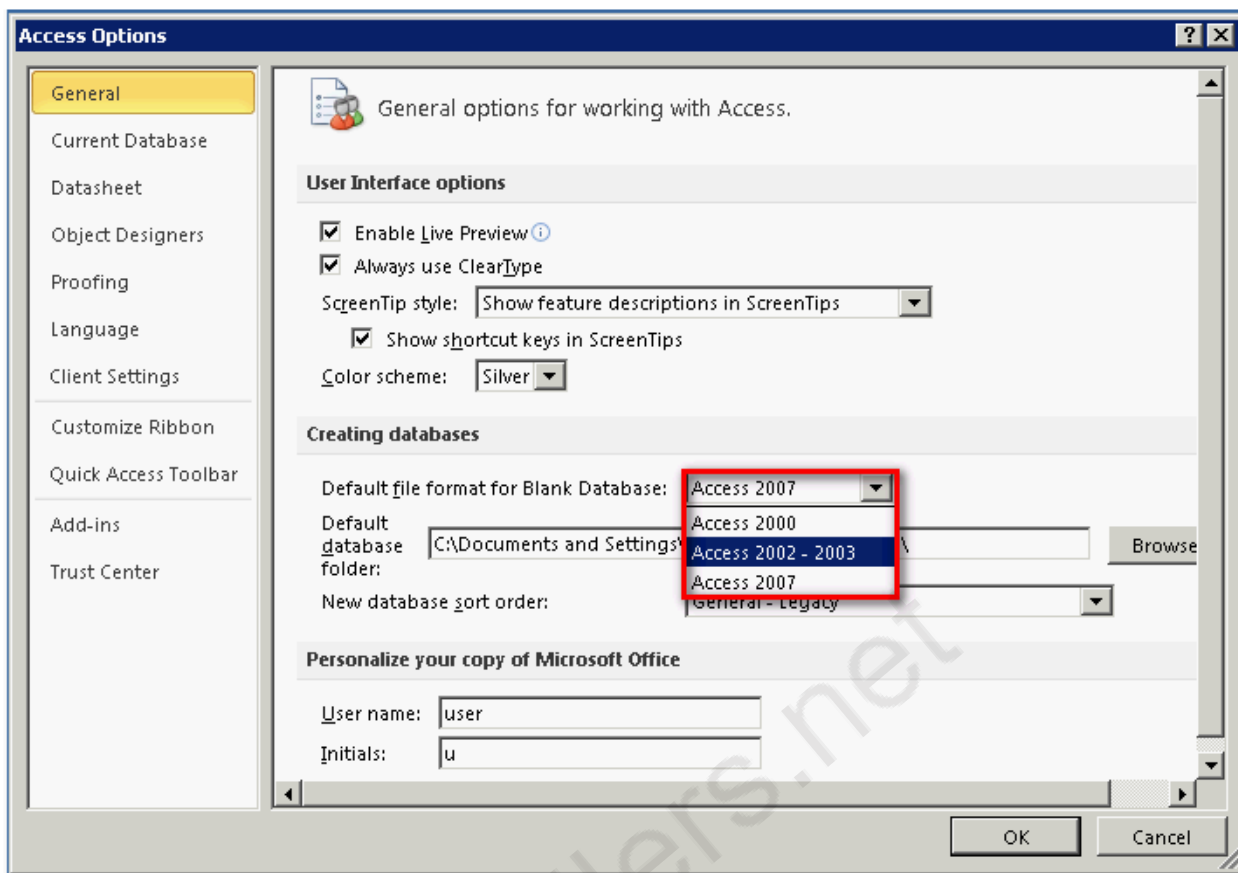 Access Options
General
Current Database
Datasheet
Object Designers
Proofing
Language
Client Settings
Customize Ribbon
Quick Access Toolbar
Add-ins
Trust Center
General options for working with Access.
User Interface options
Enable Live Preview
Always use ClearType
ScreenTip style: Show feature descriptions in ScreenTips
Show shortcut keys in ScreenTips
Color scheme: Silver
Creating databases
Default file format for Blank Database: Access 2007
Access 2000
Access 2002 - 2003
Access 2007
Default
database
folder:
C:\Documents and Settings\ \
Browse
New database sort order: General - Legacy
Personalize your copy of Microsoft Office
User name: user
Initials: u
OK Cancel